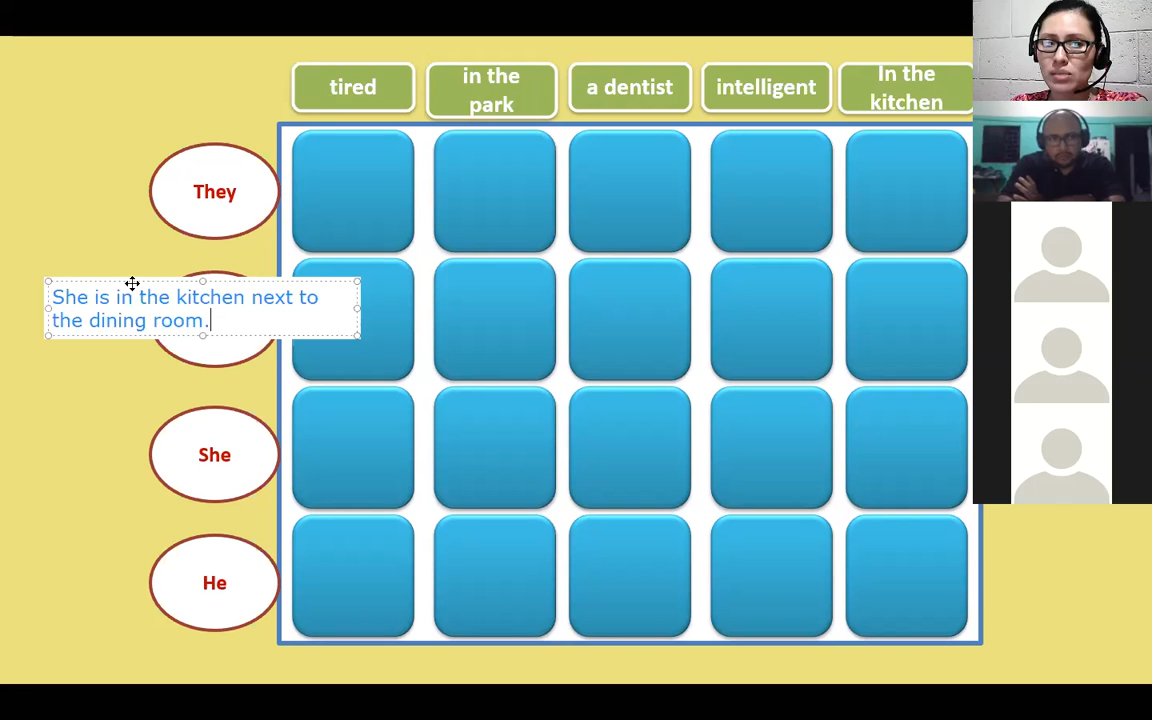 tired
in the
park
a dentist
intelligent
In the
kitchen
They
She is in the kitchen next to
the dining room.
She
He